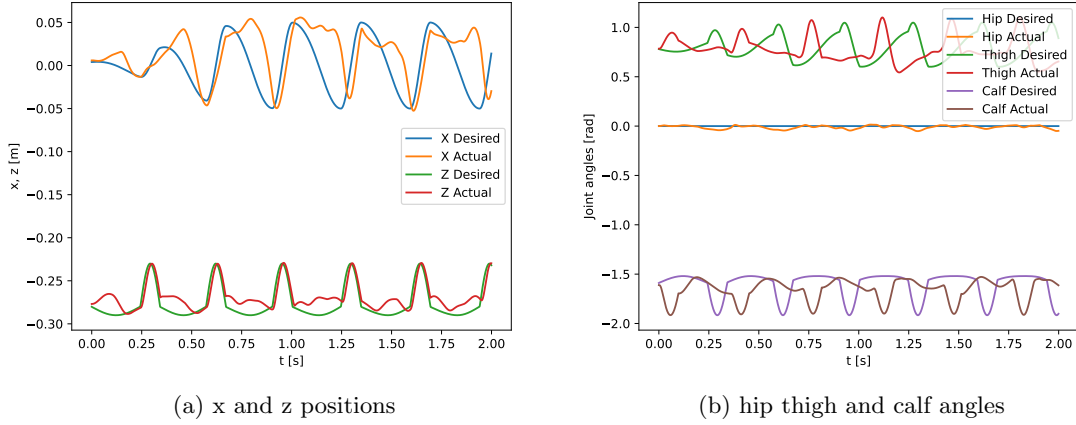 0.05
0.00
−0.05
−0.10
−0.15
−0.20
−0.25
−0.30
x, z [m]
X Desired
X Actual
Z Desired
Z Actual
0.00 0.25 0.50 0.75 1.00 1.25 1.50 1.75 2.00
t [s]
(a) x and z positions
1.0
0.5
0.0
−0.5
−1.0
−1.5
−2.0
Joint angles [rad]
Hip Desired
Hip Actual
Thigh Desired
Thigh Actual
Calf Desired
Calf Actual
0.00 0.25 0.50 0.75 1.00 1.25 1.50 1.75 2.00
t [s]
(b) hip thigh and calf angles